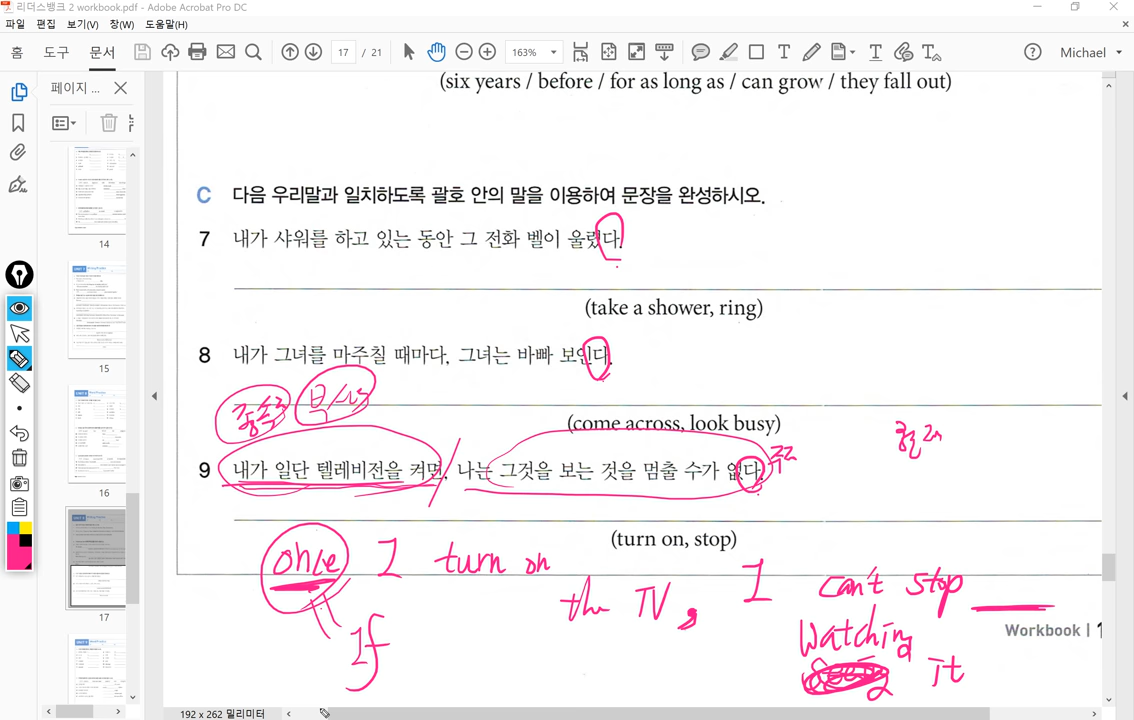 리더스뱅크 2 workbook.pdf - Adobe Acrobat Pro DC
파일 편집 보기(V) 창(W) 도움말(H)
홈 도구 문서 17 / 21 163% Michael
페이지 ...
14
15
16
17
(six years / before / for as long as / can grow / they fall out)
C 다음 우리말과 일치하도록 괄호 안의 말을 이용하여 문장을 완성하시오.
7 내가 샤워를 하고 있는 동안 그 전화 벨이 울렸다.
(take a shower, ring)
8 내가 그녀를 마주칠 때마다, 그녀는 바빠 보인다.
종속 부사
(come across, look busy)
9 내가 일단 텔레비전을 켜면, 나는 그것을 보는 것을 멈출 수가 없다. 주
(turn on, stop)
once I turn on
the TV, I can't stop
If
watching it
Workbook | 1
192 x 262 밀리미터